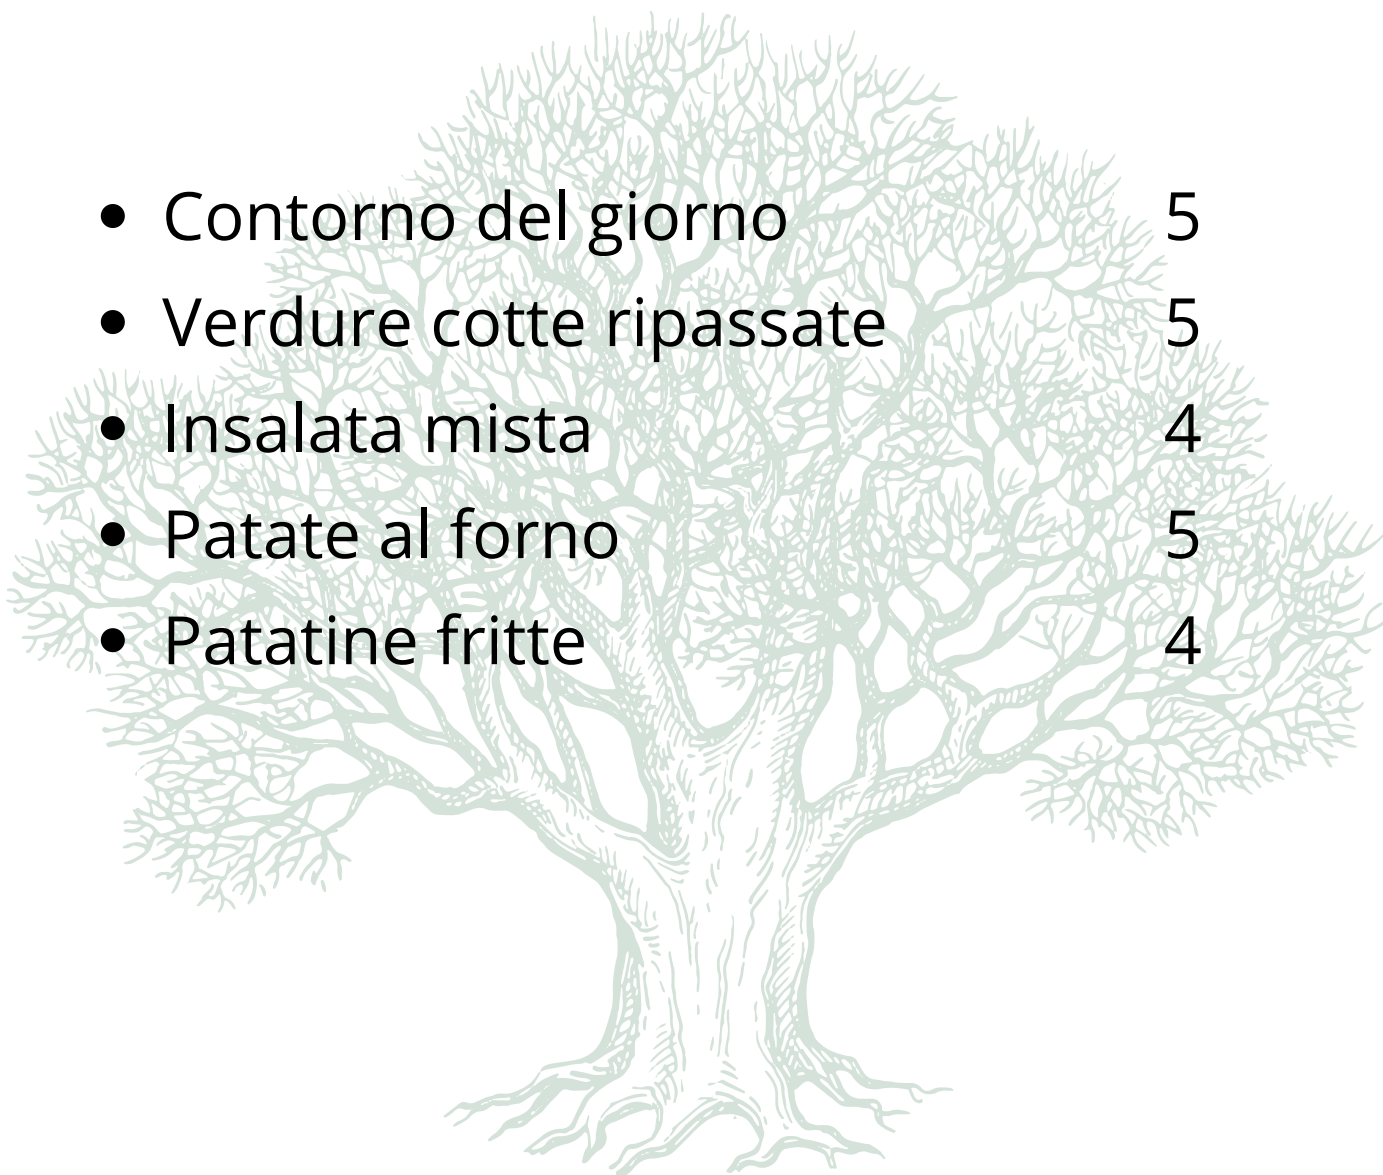 • Contorno del giorno 5
• Verdure cotte ripassate 5
• Insalata mista 4
• Patate al forno 5
• Patatine fritte 4